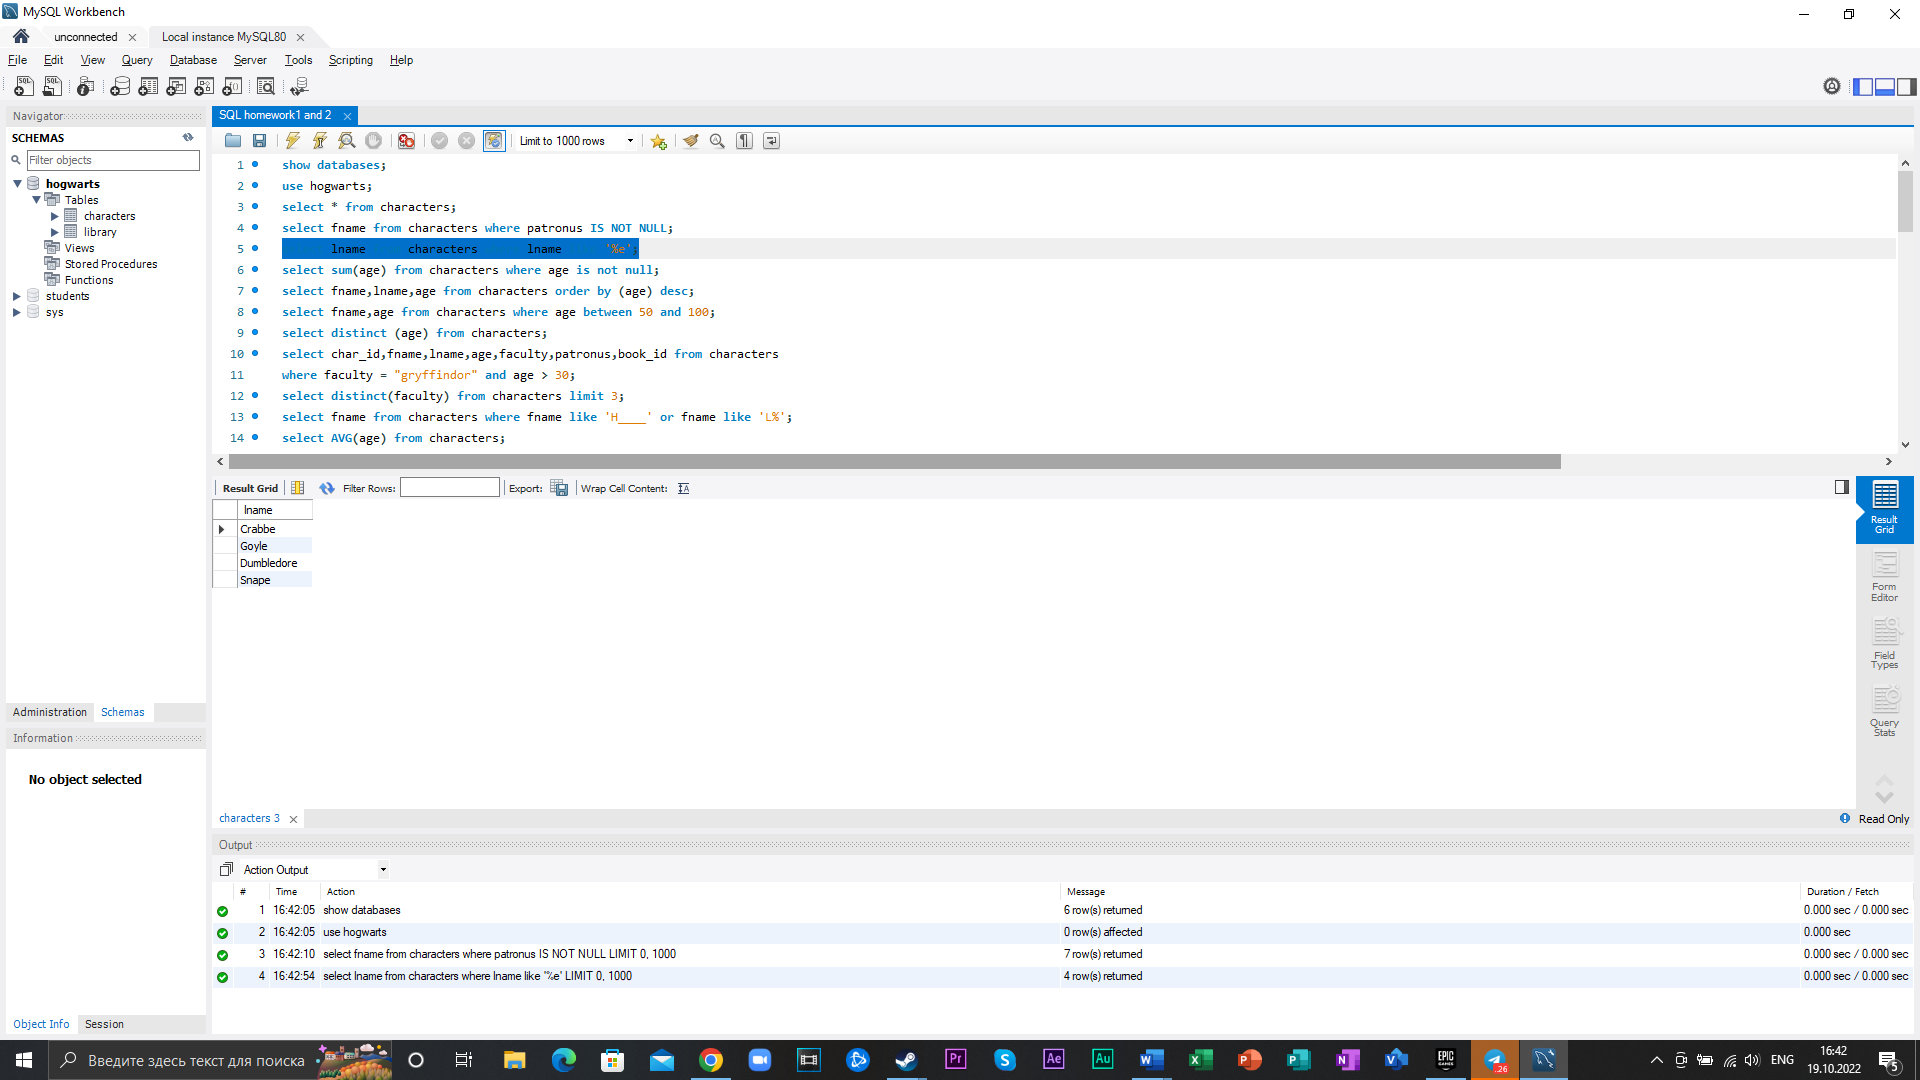 MySQL Workbench
unconnected
Local instance MySQL80
File Edit View Query Database Server Tools Scripting Help
Navigator
SCHEMAS
Filter objects
hogwarts
Tables
characters
library
Views
Stored Procedures
Functions
students
sys
Administration Schemas
Information
No object selected
Object Info Session
SQL homework1 and 2
Limit to 1000 rows
1 show databases;
2 use hogwarts;
3 select * from characters;
4 select fname from characters where patronus IS NOT NULL;
5 lname characters lname '%e';
6 select sum(age) from characters where age is not null;
7 select fname,lname,age from characters order by (age) desc;
8 select fname,age from characters where age between 50 and 100;
9 select distinct (age) from characters;
10 select char_id,fname,lname,age,faculty,patronus,book_id from characters
11 where faculty = "gryffindor" and age > 30;
12 select distinct(faculty) from characters limit 3;
13 select fname from characters where fname like 'H____' or fname like 'L%';
14 select AVG(age) from characters;
Result Grid Filter Rows: Export: Wrap Cell Content:
lname
Crabbe
Goyle
Dumbledore
Snape
Result
Grid
Form
Editor
Field
Types
Query
Stats
characters 3
Read Only
Output
Action Output
# Time Action Message Duration / Fetch
1 16:42:05 show databases 6 row(s) returned 0.000 sec / 0.000 sec
2 16:42:05 use hogwarts 0 row(s) affected 0.000 sec
3 16:42:10 select fname from characters where patronus IS NOT NULL LIMIT 0, 1000 7 row(s) returned 0.000 sec / 0.000 sec
4 16:42:54 select lname from characters where lname like '%e' LIMIT 0, 1000 4 row(s) returned 0.000 sec / 0.000 sec
Введите здесь текст для поиска
Pr
S
Ae
Au
W
X
P
P
N
V
EPIC
GAMES
26
ENG
16:42
19.10.2022
5